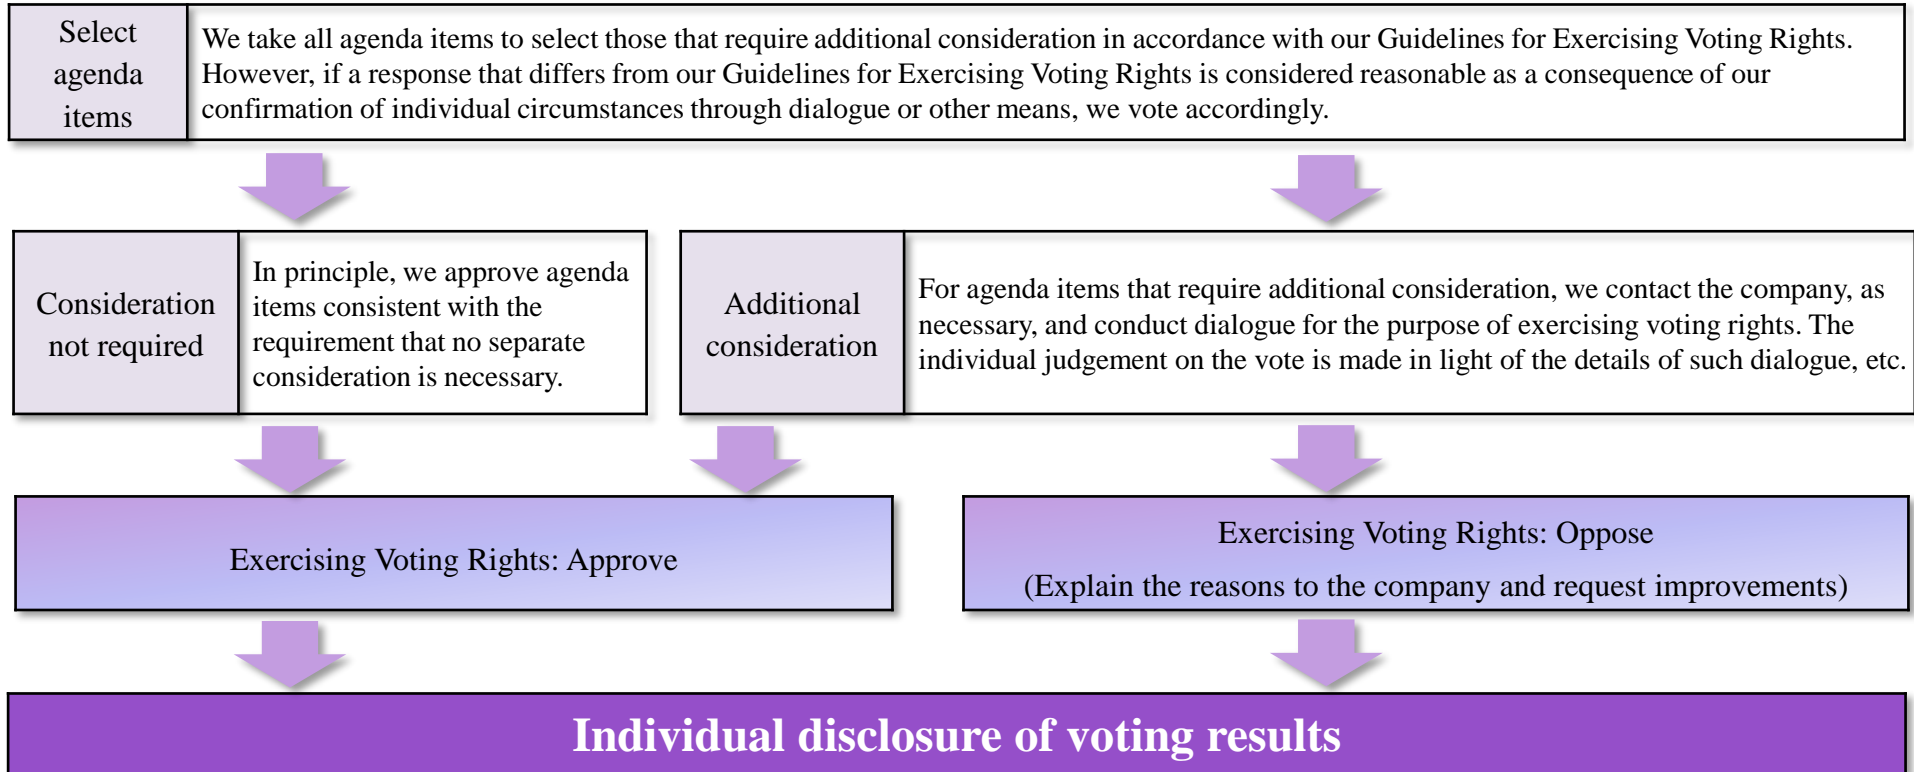 Select
agenda
items
We take all agenda items to select those that require additional consideration in accordance with our Guidelines for Exercising Voting Rights.
However, if a response that differs from our Guidelines for Exercising Voting Rights is considered reasonable as a consequence of our
confirmation of individual circumstances through dialogue or other means, we vote accordingly.
Consideration
not required
In principle, we approve agenda
items consistent with the
requirement that no separate
consideration is necessary.
Additional
consideration
For agenda items that require additional consideration, we contact the company, as
necessary, and conduct dialogue for the purpose of exercising voting rights. The
individual judgement on the vote is made in light of the details of such dialogue, etc.
Exercising Voting Rights: Approve
Exercising Voting Rights: Oppose
(Explain the reasons to the company and request improvements)
Individual disclosure of voting results